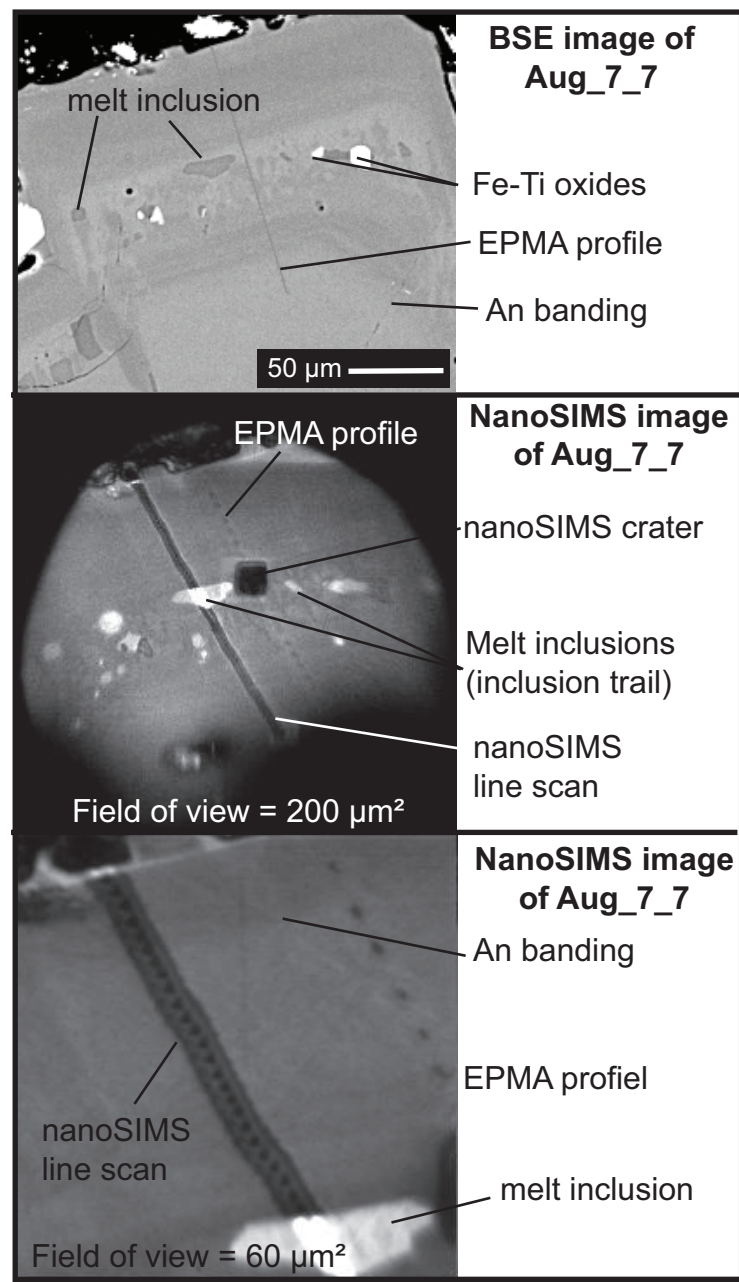 BSE image of
Aug_7_7
melt inclusion
Fe-Ti oxides
EPMA profile
An banding
50 µm
NanoSIMS image
of Aug_7_7
EPMA profile
nanoSIMS crater
Melt inclusions
(inclusion trail)
nanoSIMS
line scan
Field of view = 200 µm²
NanoSIMS image
of Aug_7_7
An banding
EPMA profiel
nanoSIMS
line scan
melt inclusion
Field of view = 60 µm²